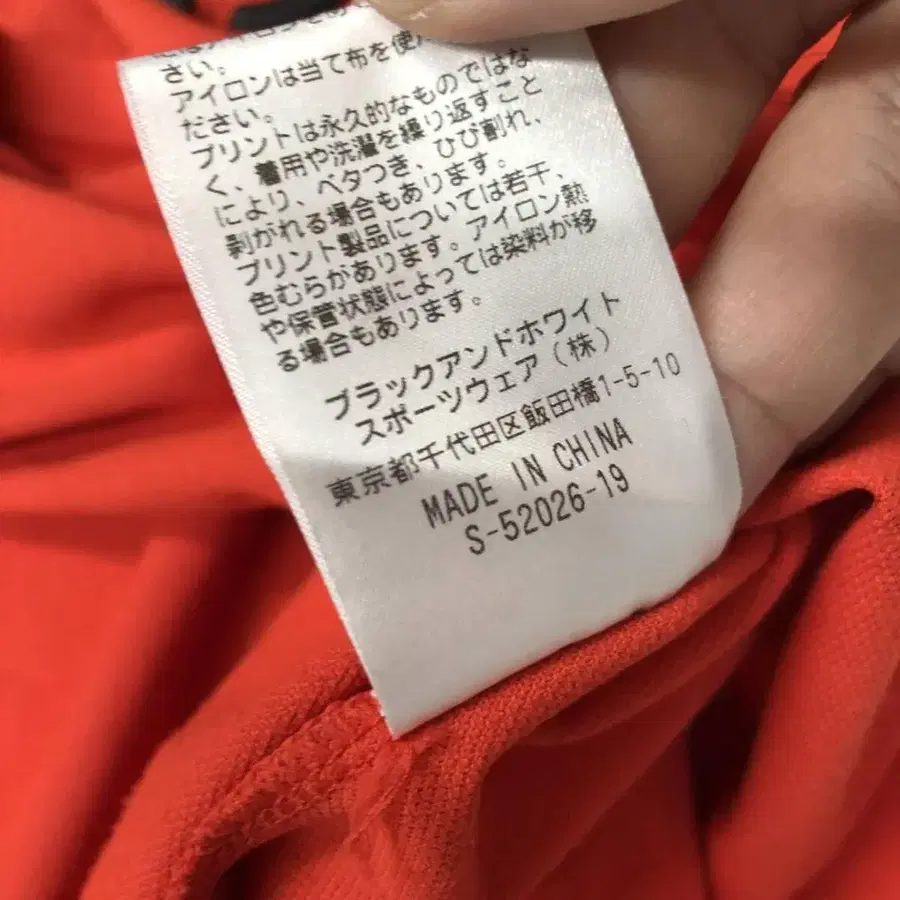 さい。
アイロンは当て布を使
ださい。
プリントは永久的なものではな
く、着用や洗濯を繰り返すこと
により、ベタつき、ひび割れ、
剥がれる場合もあります。
プリント製品については若干、
色むらがあります。アイロン熱
や保管状態によっては染料が移
る場合もあります。
ブラックアンドホワイト
スポーツウェア（株）
東京都千代田区飯田橋1-5-10
MADE IN CHINA
S-52026-19